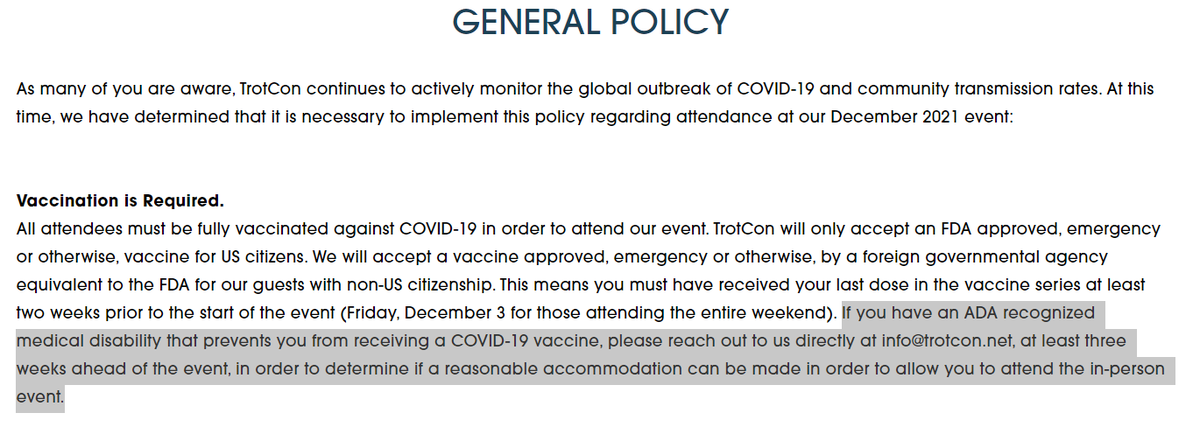 GENERAL POLICY
As many of you are aware, TrotCon continues to actively monitor the global outbreak of COVID-19 and community transmission rates. At this
time, we have determined that it is necessary to implement this policy regarding attendance at our December 2021 event:
Vaccination is Required.
All attendees must be fully vaccinated against COVID-19 in order to attend our event. TrotCon will only accept an FDA approved, emergency
or otherwise, vaccine for US citizens. We will accept a vaccine approved, emergency or otherwise, by a foreign governmental agency
equivalent to the FDA for our guests with non-US citizenship. This means you must have received your last dose in the vaccine series at least
two weeks prior to the start of the event (Friday, December 3 for those attending the entire weekend). If you have an ADA recognized
medical disability that prevents you from receiving a COVID-19 vaccine, please reach out to us directly at info@trotcon.net, at least three
weeks ahead of the event, in order to determine if a reasonable accommodation can be made in order to allow you to attend the in-person
event.